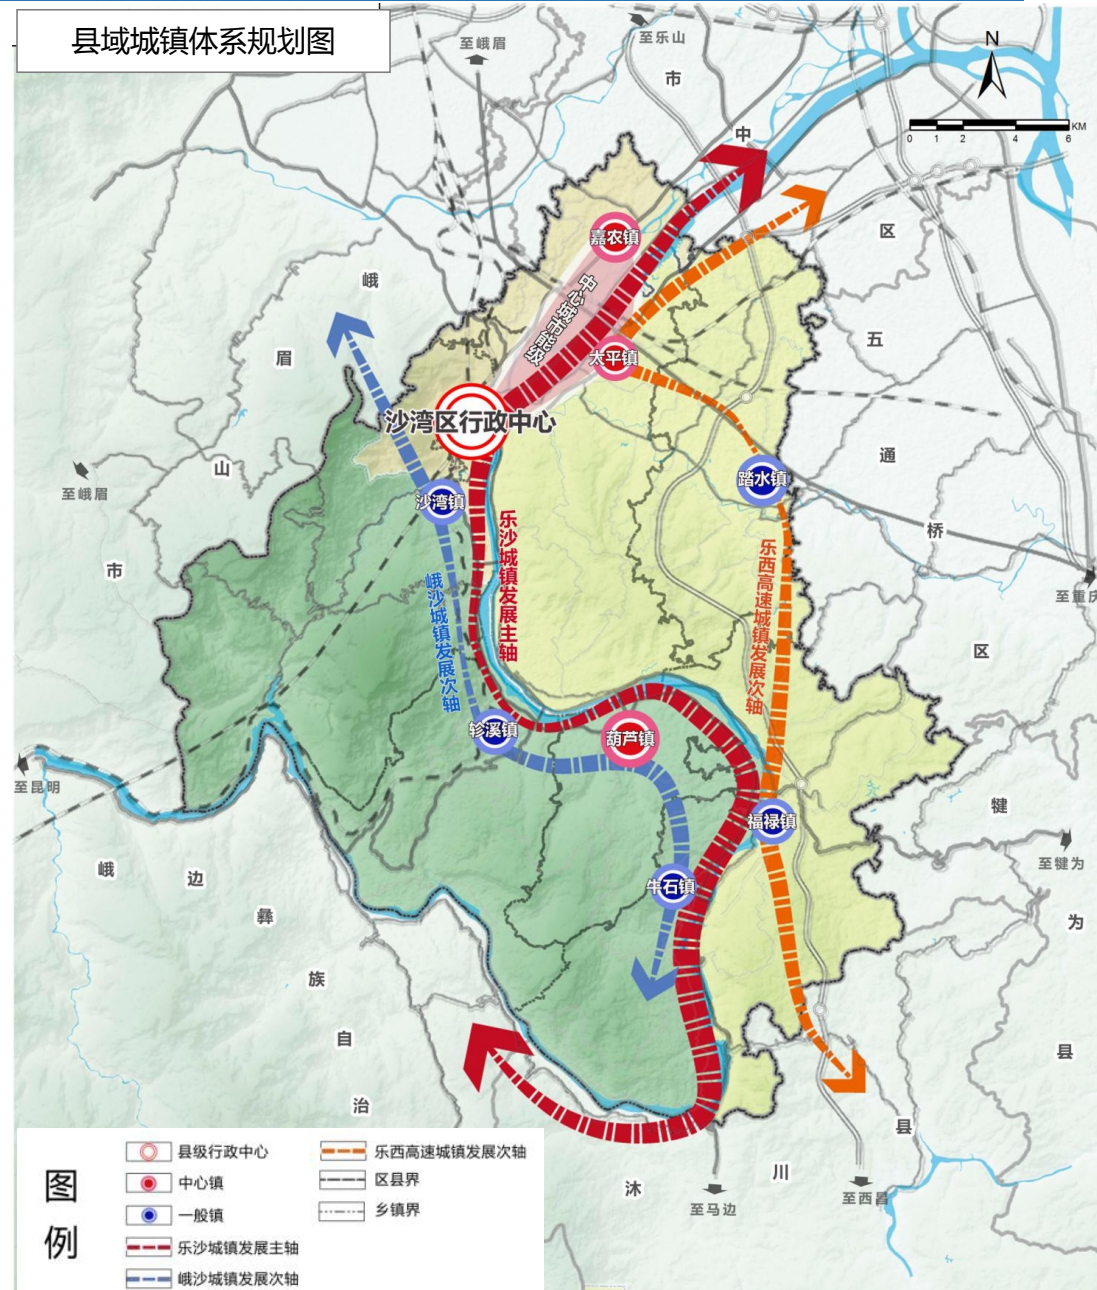 县域城镇体系规划图
至峨眉
至乐山
N
0 1 2 4 6 KM
市
中
区
五
通
桥
区
峨
眉
山
市
至峨眉
嘉农镇
中心城市能级
太平镇
沙湾区行政中心
沙湾镇
踏水镇
乐沙城镇发展主轴
峨沙城镇发展次轴
乐西高速城镇发展次轴
至重庆
轸溪镇
葫芦镇
福禄镇
牛石镇
至昆明
至犍为
犍
为
县
峨
边
彝
族
自
治
沐
川
县
至马边
至西昌
图例
县级行政中心
中心镇
一般镇
乐沙城镇发展主轴
峨沙城镇发展次轴
乐西高速城镇发展次轴
区县界
乡镇界